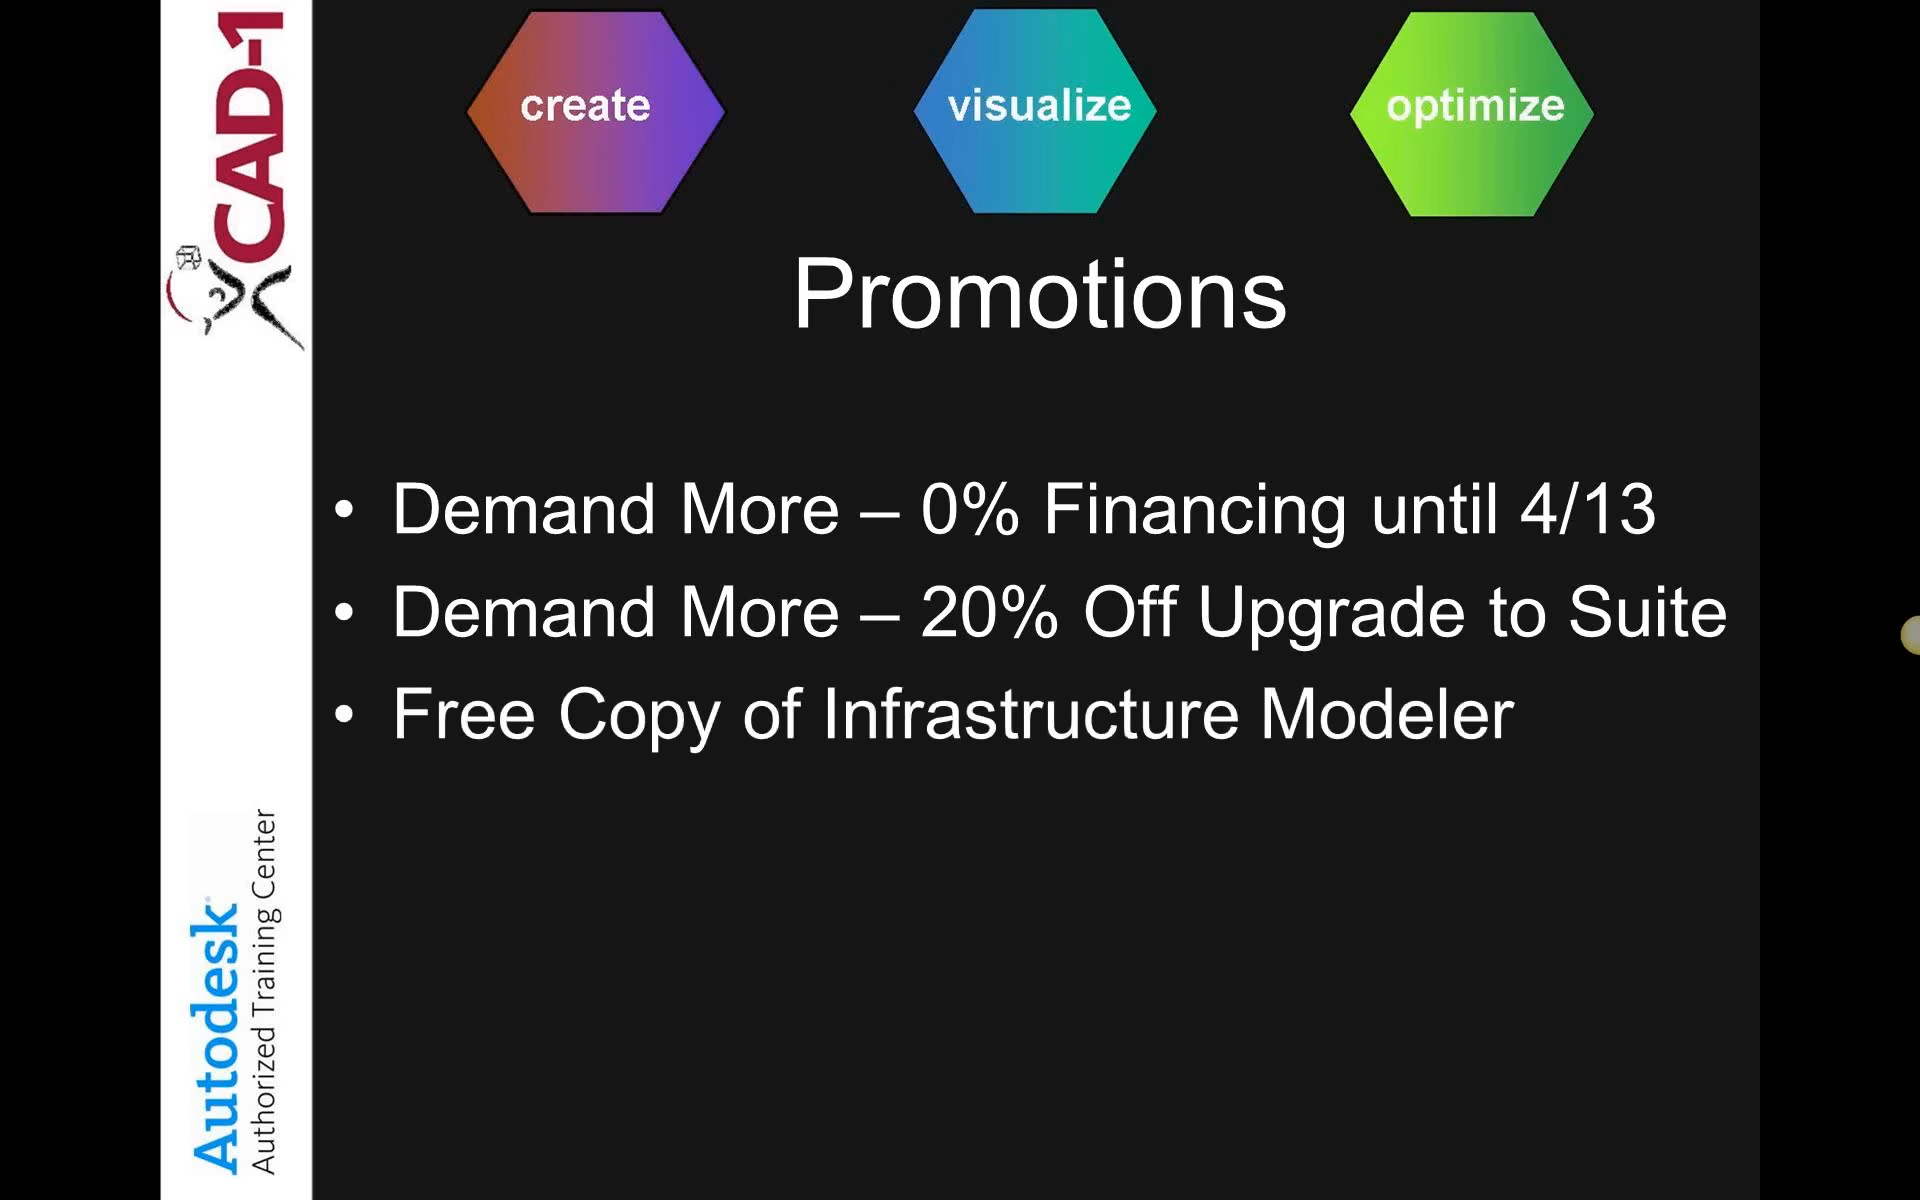 CAD-1
create
visualize
optimize
Promotions
• Demand More – 0% Financing until 4/13
• Demand More – 20% Off Upgrade to Suite
• Free Copy of Infrastructure Modeler
Autodesk
Authorized Training Center